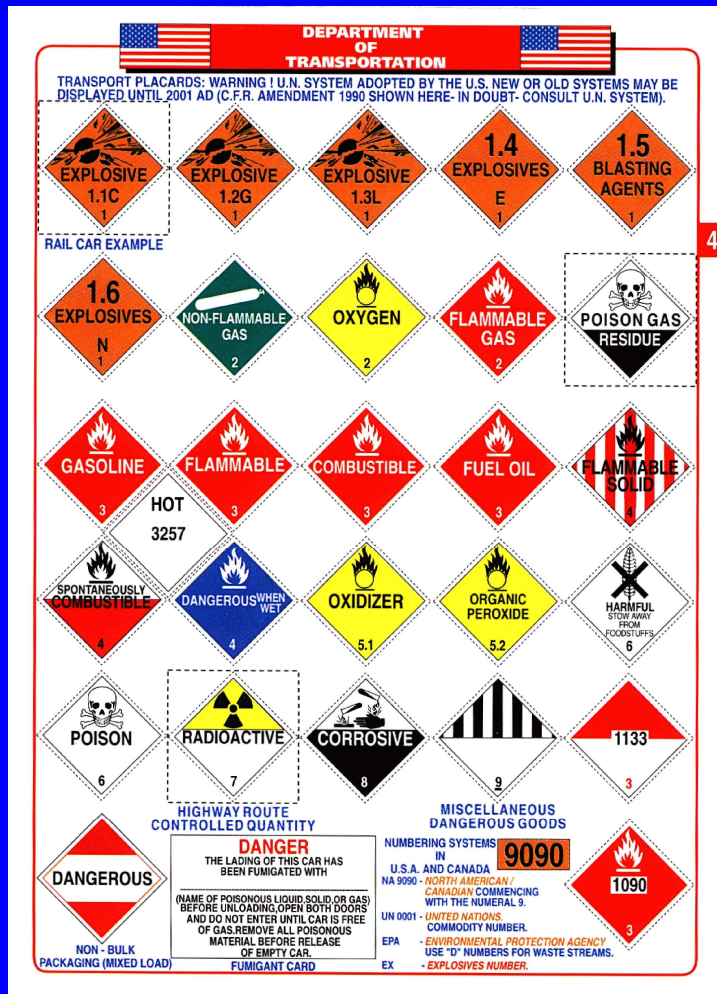 DEPARTMENT
OF
TRANSPORTATION
TRANSPORT PLACARDS: WARNING ! U.N. SYSTEM ADOPTED BY THE U.S. NEW OR OLD SYSTEMS MAY BE
DISPLAYED UNTIL 2001 AD (C.F.R. AMENDMENT 1990 SHOWN HERE- IN DOUBT- CONSULT U.N. SYSTEM).
EXPLOSIVE
1.1C
1
EXPLOSIVE
1.2G
1
EXPLOSIVE
1.3L
1
1.4
EXPLOSIVES
E
1
1.5
BLASTING
AGENTS
1
RAIL CAR EXAMPLE
4
1.6
EXPLOSIVES
N
1
NON-FLAMMABLE
GAS
2
OXYGEN
2
FLAMMABLE
GAS
2
POISON GAS
RESIDUE
GASOLINE
3
FLAMMABLE
3
COMBUSTIBLE
3
FUEL OIL
3
FLAMMABLE
SOLID
4
HOT
3257
SPONTANEOUSLY
COMBUSTIBLE
4
DANGEROUS WHEN
WET
4
OXIDIZER
5.1
ORGANIC
PEROXIDE
5.2
HARMFUL
STOW AWAY
FROM
FOODSTUFFS
6
POISON
6
RADIOACTIVE
7
CORROSIVE
8
9
1133
3
HIGHWAY ROUTE
CONTROLLED QUANTITY
MISCELLANEOUS
DANGEROUS GOODS
DANGEROUS
NON - BULK
PACKAGING (MIXED LOAD)
DANGER
THE LADING OF THIS CAR HAS
BEEN FUMIGATED WITH
(NAME OF POISONOUS LIQUID,SOLID,OR GAS)
BEFORE UNLOADING,OPEN BOTH DOORS
AND DO NOT ENTER UNTIL CAR IS FREE
OF GAS.REMOVE ALL POISONOUS
MATERIAL BEFORE RELEASE
OF EMPTY CAR.
FUMIGANT CARD
NUMBERING SYSTEMS
IN
U.S.A. AND CANADA
9090
NA 9090 - NORTH AMERICAN /
CANADIAN COMMENCING
WITH THE NUMERAL 9.
UN 0001 - UNITED NATIONS.
COMMODITY NUMBER.
EPA - ENVIRONMENTAL PROTECTION AGENCY
USE "D" NUMBERS FOR WASTE STREAMS.
EX - EXPLOSIVES NUMBER.
1090
3